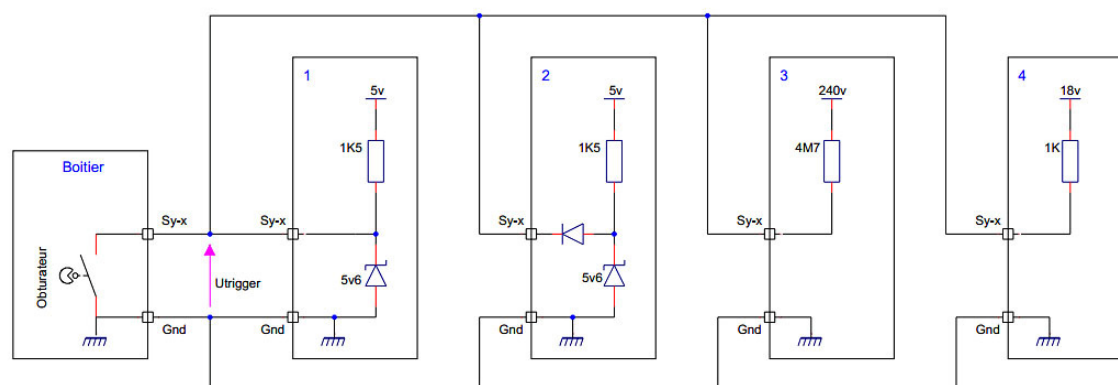 1
5v
1K5
Sy-x
5v6
Gnd
2
5v
1K5
Sy-x
5v6
Gnd
3
240v
4M7
Sy-x
Gnd
4
18v
1K
Sy-x
Gnd
Boitier
Sy-x
Obturateur
Utrigger
Gnd